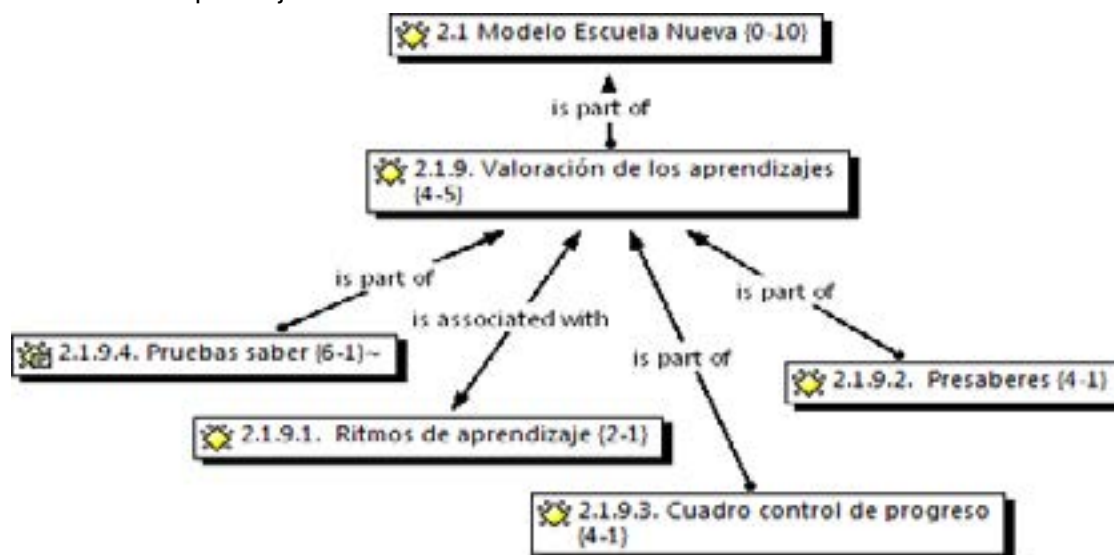 2.1 Modelo Escuela Nueva {0-10}
is part of
2.1.9. Valoración de los aprendizajes
{4-5}
is part of
is part of
is associated with
is part of
2.1.9.4. Pruebas saber {6-1}~
2.1.9.2. Presaberes {4-1}
2.1.9.1. Ritmos de aprendizaje {2-1}
2.1.9.3. Cuadro control de progreso
{4-1}